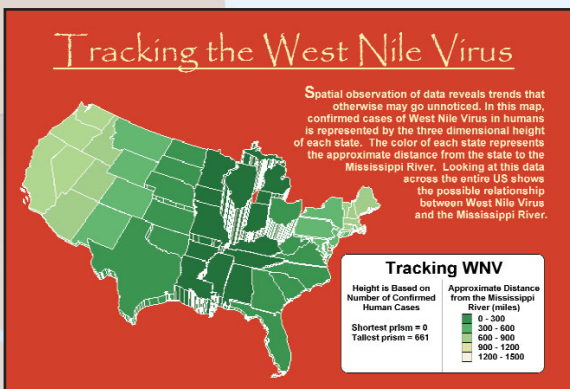 Tracking the West Nile Virus
Spatial observation of data reveals trends that
otherwise may go unnoticed. In this map,
confirmed cases of West Nile Virus in humans
is represented by the three dimensional height
of each state. The color of each state represents
the approximate distance from the state to the
Mississippi River. Looking at this data
across the entire US shows
the possible relationship
between West Nile Virus
and the Mississippi River.
Tracking WNV
Height is Based on
Number of Confirmed
Human Cases
Shortest prism = 0
Tallest prism = 661
Approximate Distance
from the Mississippi
River (miles)
0 - 300
300 - 600
600 - 900
900 - 1200
1200 - 1500